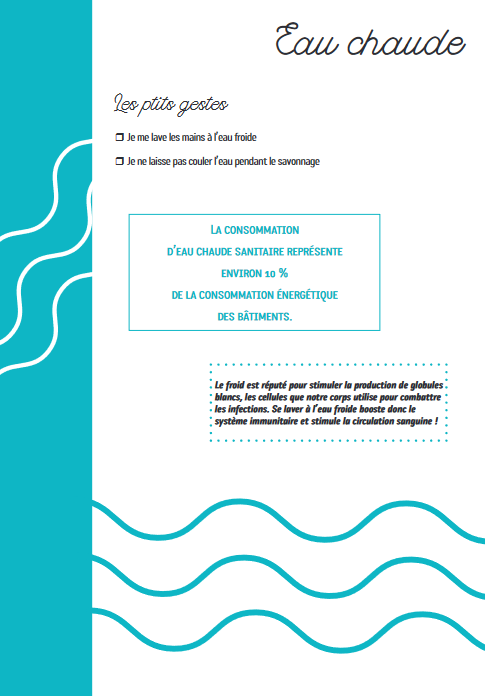 Eau chaude
Les ptits gestes
❐ Je me lave les mains à l'eau froide
❐ Je ne laisse pas couler l'eau pendant le savonnage
La consommation
d'eau chaude sanitaire représente
environ 10 %
de la consommation énergétique
des bâtiments.
Le froid est réputé pour stimuler la production de globules
blancs, les cellules que notre corps utilise pour combattre
les infections. Se laver à l'eau froide booste donc le
système immunitaire et stimule la circulation sanguine !